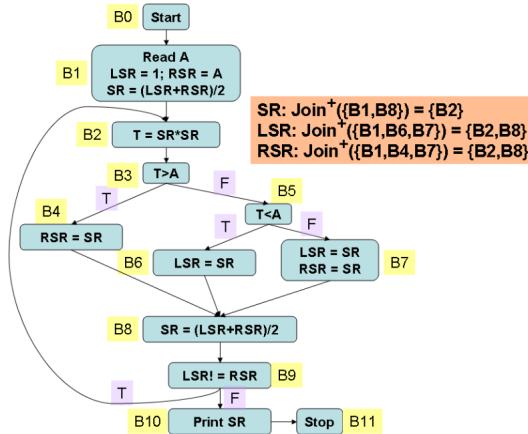 B0
Start
B1
Read A
LSR = 1; RSR = A
SR = (LSR+RSR)/2
SR: Join+({B1,B8}) = {B2}
LSR: Join+({B1,B6,B7}) = {B2,B8}
RSR: Join+({B1,B4,B7}) = {B2,B8}
B2
T = SR*SR
B3
T>A
T
F
B5
T<A
B4
RSR = SR
T
F
B6
LSR = SR
LSR = SR
RSR = SR
B7
B8
SR = (LSR+RSR)/2
LSR! = RSR
B9
T
F
B10
Print SR
Stop
B11